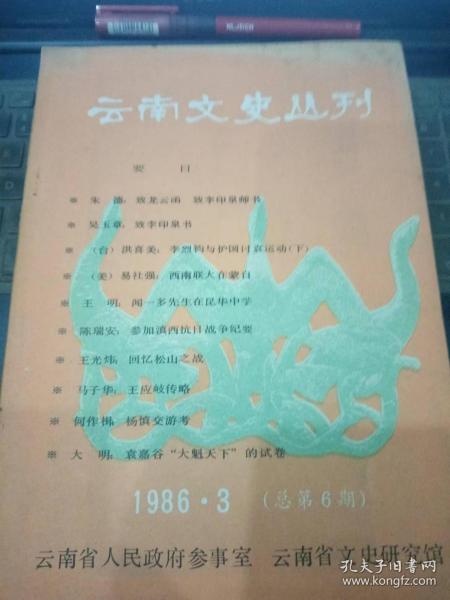 云南文史丛刊
要 目
※ 朱 德：致龙云函 致李印泉师书
※ 吴玉章：致李印泉书
※ （台）洪喜美：李烈钧与护国讨袁运动（下）
※ （美）易社强：西南联大在蒙自
※ 王 明：闻一多先生在昆华中学
※ 陈瑞安：参加滇西抗日战争纪要
※ 王光炜：回忆松山之战
※ 马子华：王应岐传略
※ 何作楫：杨慎交游考
※ 大 明：袁嘉谷“大魁天下”的试卷
1986·3 （总第6期）
云南省人民政府参事室 云南省文史研究馆
孔夫子旧书网
www.kongfz.com